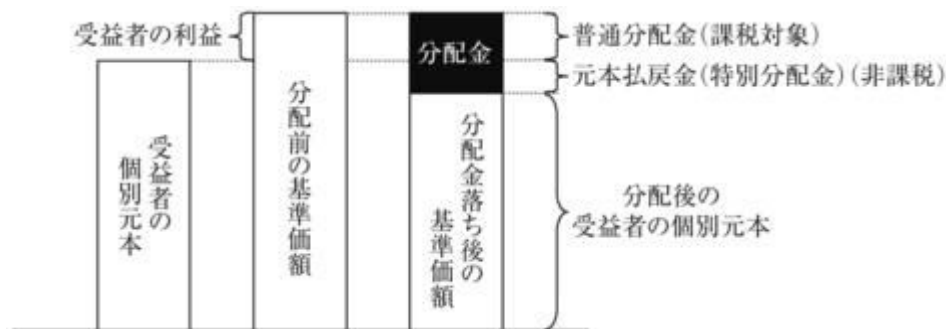 受益者の利益
受益者の
個別元本
分配前の基準価額
分配金
分配金落ち後の
基準価額
普通分配金(課税対象)
元本払戻金(特別分配金)(非課税)
分配後の
受益者の個別元本